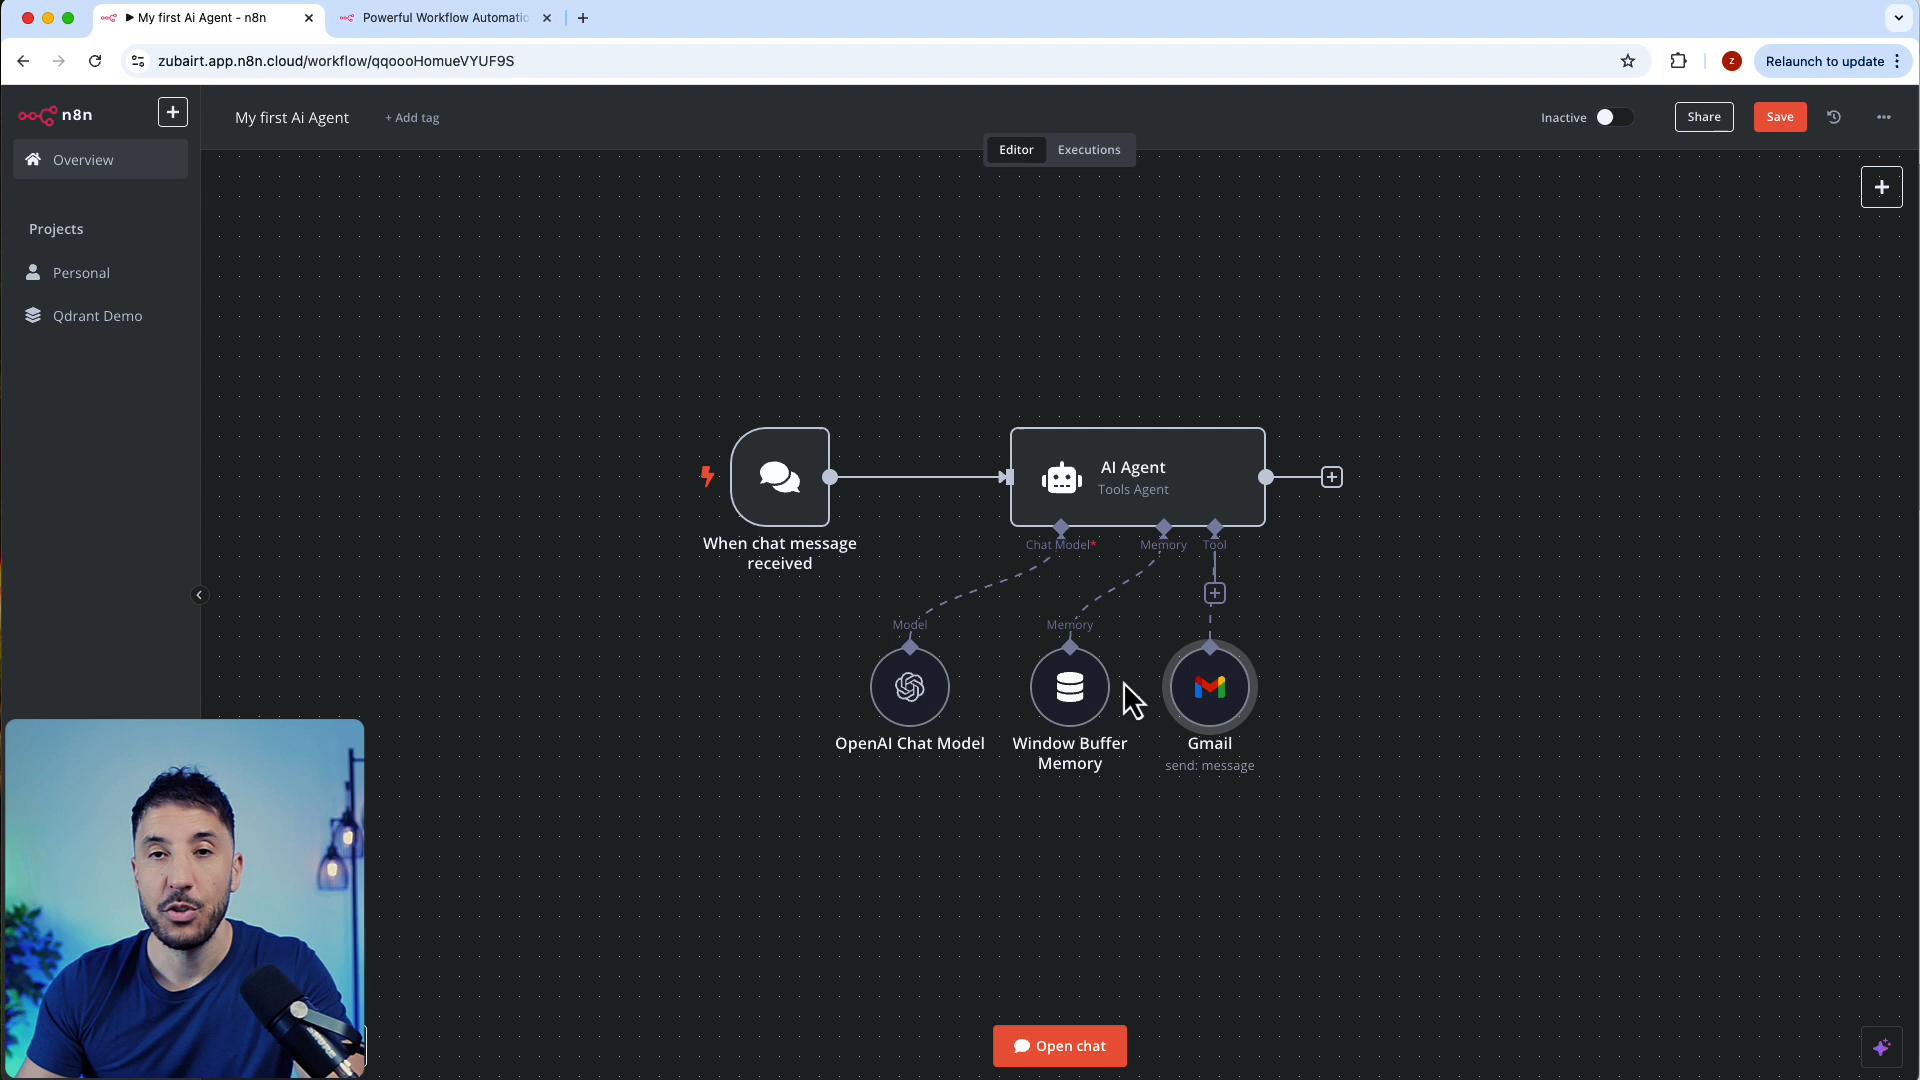 My first Ai Agent - n8n
Powerful Workflow Automatio
zubairt.app.n8n.cloud/workflow/qqoooHomueVYUF9S
z
Relaunch to update
n8n
My first Ai Agent
+ Add tag
Inactive
Share
Save
Editor
Executions
Overview
Projects
Personal
Qdrant Demo
AI Agent
Tools Agent
When chat message
received
Chat Model*
Memory
Tool
Model
Memory
OpenAI Chat Model
Window Buffer
Memory
Gmail
send: message
Open chat